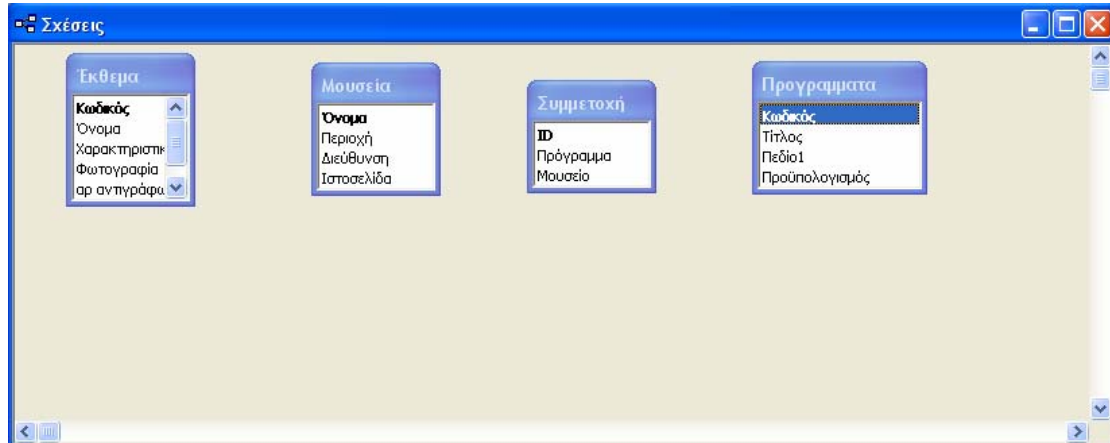 Σχέσεις
Έκθεμα
Κωδικός
Όνομα
Χαρακτηριστικ
Φωτογραφία
αρ αντιγράφω
Μουσεία
Όνομα
Περιοχή
Διεύθυνση
Ιστοσελίδα
Συμμετοχή
ID
Πρόγραμμα
Μουσείο
Προγραμματα
Κωδικός
Τίτλος
Πεδίο1
Προϋπολογισμός